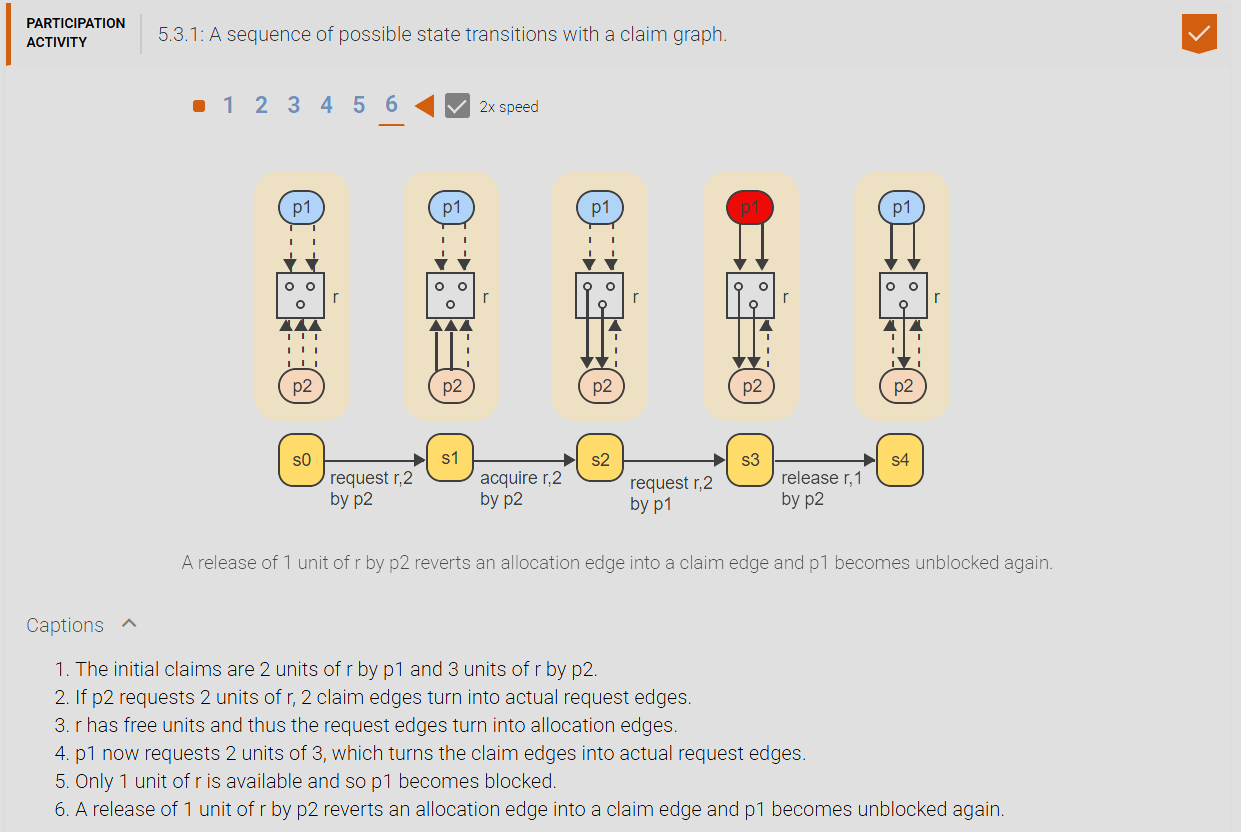 PARTICIPATION
ACTIVITY
5.3.1: A sequence of possible state transitions with a claim graph.
1 2 3 4 5 6 2x speed
p1 p1 p1 p1 p1
r r r r r
p2 p2 p2 p2 p2
s0 s1 s2 s3 s4
request r,2
by p2
acquire r,2
by p2
request r,2
by p1
release r,1
by p2
A release of 1 unit of r by p2 reverts an allocation edge into a claim edge and p1 becomes unblocked again.
Captions
1. The initial claims are 2 units of r by p1 and 3 units of r by p2.
2. If p2 requests 2 units of r, 2 claim edges turn into actual request edges.
3. r has free units and thus the request edges turn into allocation edges.
4. p1 now requests 2 units of 3, which turns the claim edges into actual request edges.
5. Only 1 unit of r is available and so p1 becomes blocked.
6. A release of 1 unit of r by p2 reverts an allocation edge into a claim edge and p1 becomes unblocked again.